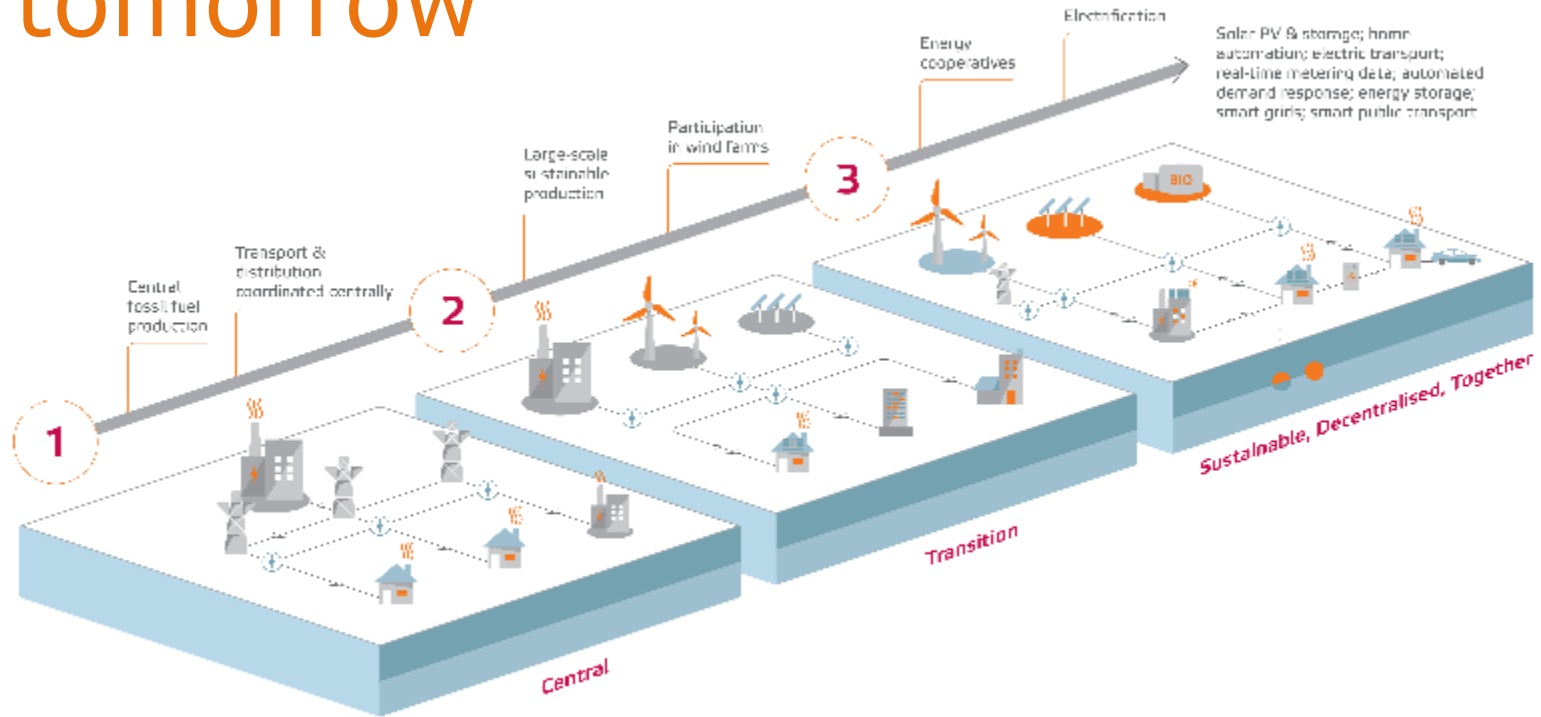 tomorrow
Electrification
Energy
cooperatives
Solar PV & storage; home
automation; electric transport;
real-time metering data; automated
demand response; energy storage;
smart grids; smart public transport
Participation
in wind farms
Large-scale
sustainable
production
3
BIO
Transport &
distribution
coordinated centrally
Central
fossil fuel
production
2
1
Sustainable, Decentralised, Together
Transition
Central